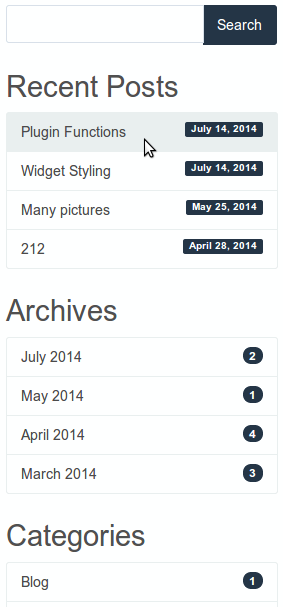 Search
Recent Posts
Plugin Functions July 14, 2014
Widget Styling July 14, 2014
Many pictures May 25, 2014
212 April 28, 2014
Archives
July 2014 2
May 2014 1
April 2014 4
March 2014 3
Categories
Blog 1